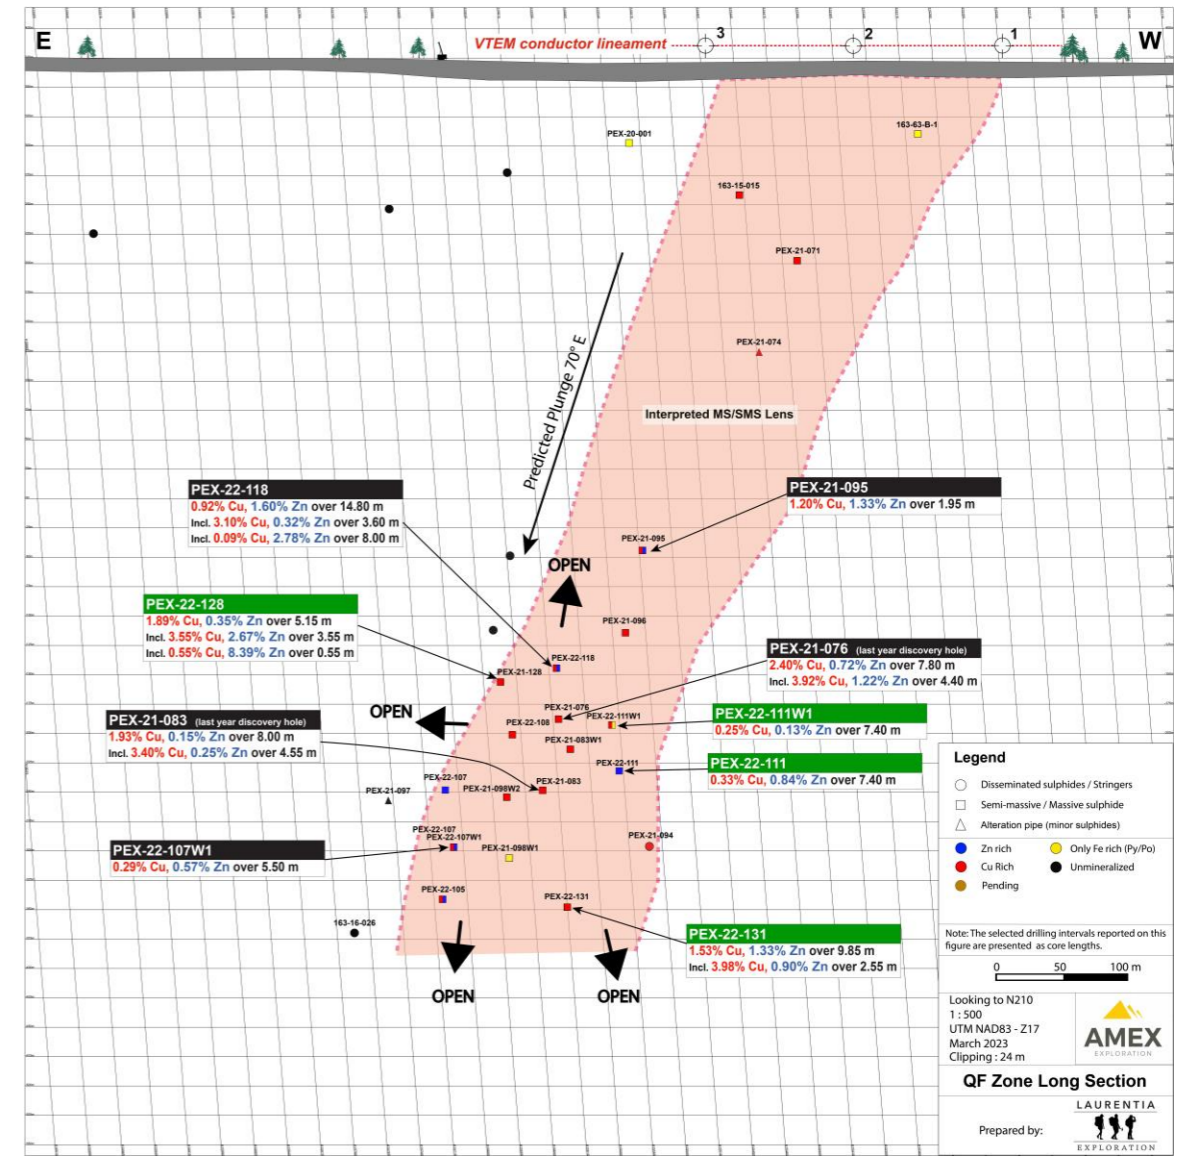 E
VTEM conductor lineament
3
2
1
W
PEX-20-001
163-63-B-1
163-15-015
PEX-21-071
PEX-21-074
Predicted Plunge 70° E
Interpreted MS/SMS Lens
PEX-22-118
0.92% Cu, 1.60% Zn over 14.80 m
Incl. 3.10% Cu, 0.32% Zn over 3.60 m
Incl. 0.09% Cu, 2.78% Zn over 8.00 m
PEX-21-095
1.20% Cu, 1.33% Zn over 1.95 m
PEX-21-095
OPEN
PEX-22-128
1.89% Cu, 0.35% Zn over 5.15 m
Incl. 3.55% Cu, 2.67% Zn over 3.55 m
Incl. 0.55% Cu, 8.39% Zn over 0.55 m
PEX-21-096
PEX-22-118
PEX-21-128
PEX-21-076 (last year discovery hole)
2.40% Cu, 0.72% Zn over 7.80 m
Incl. 3.92% Cu, 1.22% Zn over 4.40 m
OPEN
PEX-21-076
PEX-22-108
PEX-22-111W1
PEX-21-083W1
PEX-22-111W1
0.25% Cu, 0.13% Zn over 7.40 m
PEX-21-083 (last year discovery hole)
1.93% Cu, 0.15% Zn over 8.00 m
Incl. 3.40% Cu, 0.25% Zn over 4.55 m
PEX-22-111
PEX-22-111
0.33% Cu, 0.84% Zn over 7.40 m
PEX-22-107
PEX-21-097
PEX-21-098W2
PEX-21-083
PEX-22-107
PEX-22-107W1
PEX-21-098W1
PEX-21-094
PEX-22-107W1
0.29% Cu, 0.57% Zn over 5.50 m
PEX-22-105
PEX-22-131
163-16-026
PEX-22-131
1.53% Cu, 1.33% Zn over 9.85 m
Incl. 3.98% Cu, 0.90% Zn over 2.55 m
OPEN
OPEN
Legend
Disseminated sulphides / Stringers
Semi-massive / Massive sulphide
Alteration pipe (minor sulphides)
Zn rich
Only Fe rich (Py/Po)
Cu Rich
Unmineralized
Pending
Note: The selected drilling intervals reported on this
figure are presented as core lengths.
0 50 100 m
Looking to N210
1 : 500
UTM NAD83 - Z17
March 2023
Clipping : 24 m
AMEX
EXPLORATION
QF Zone Long Section
Prepared by:
LAURENTIA
EXPLORATION